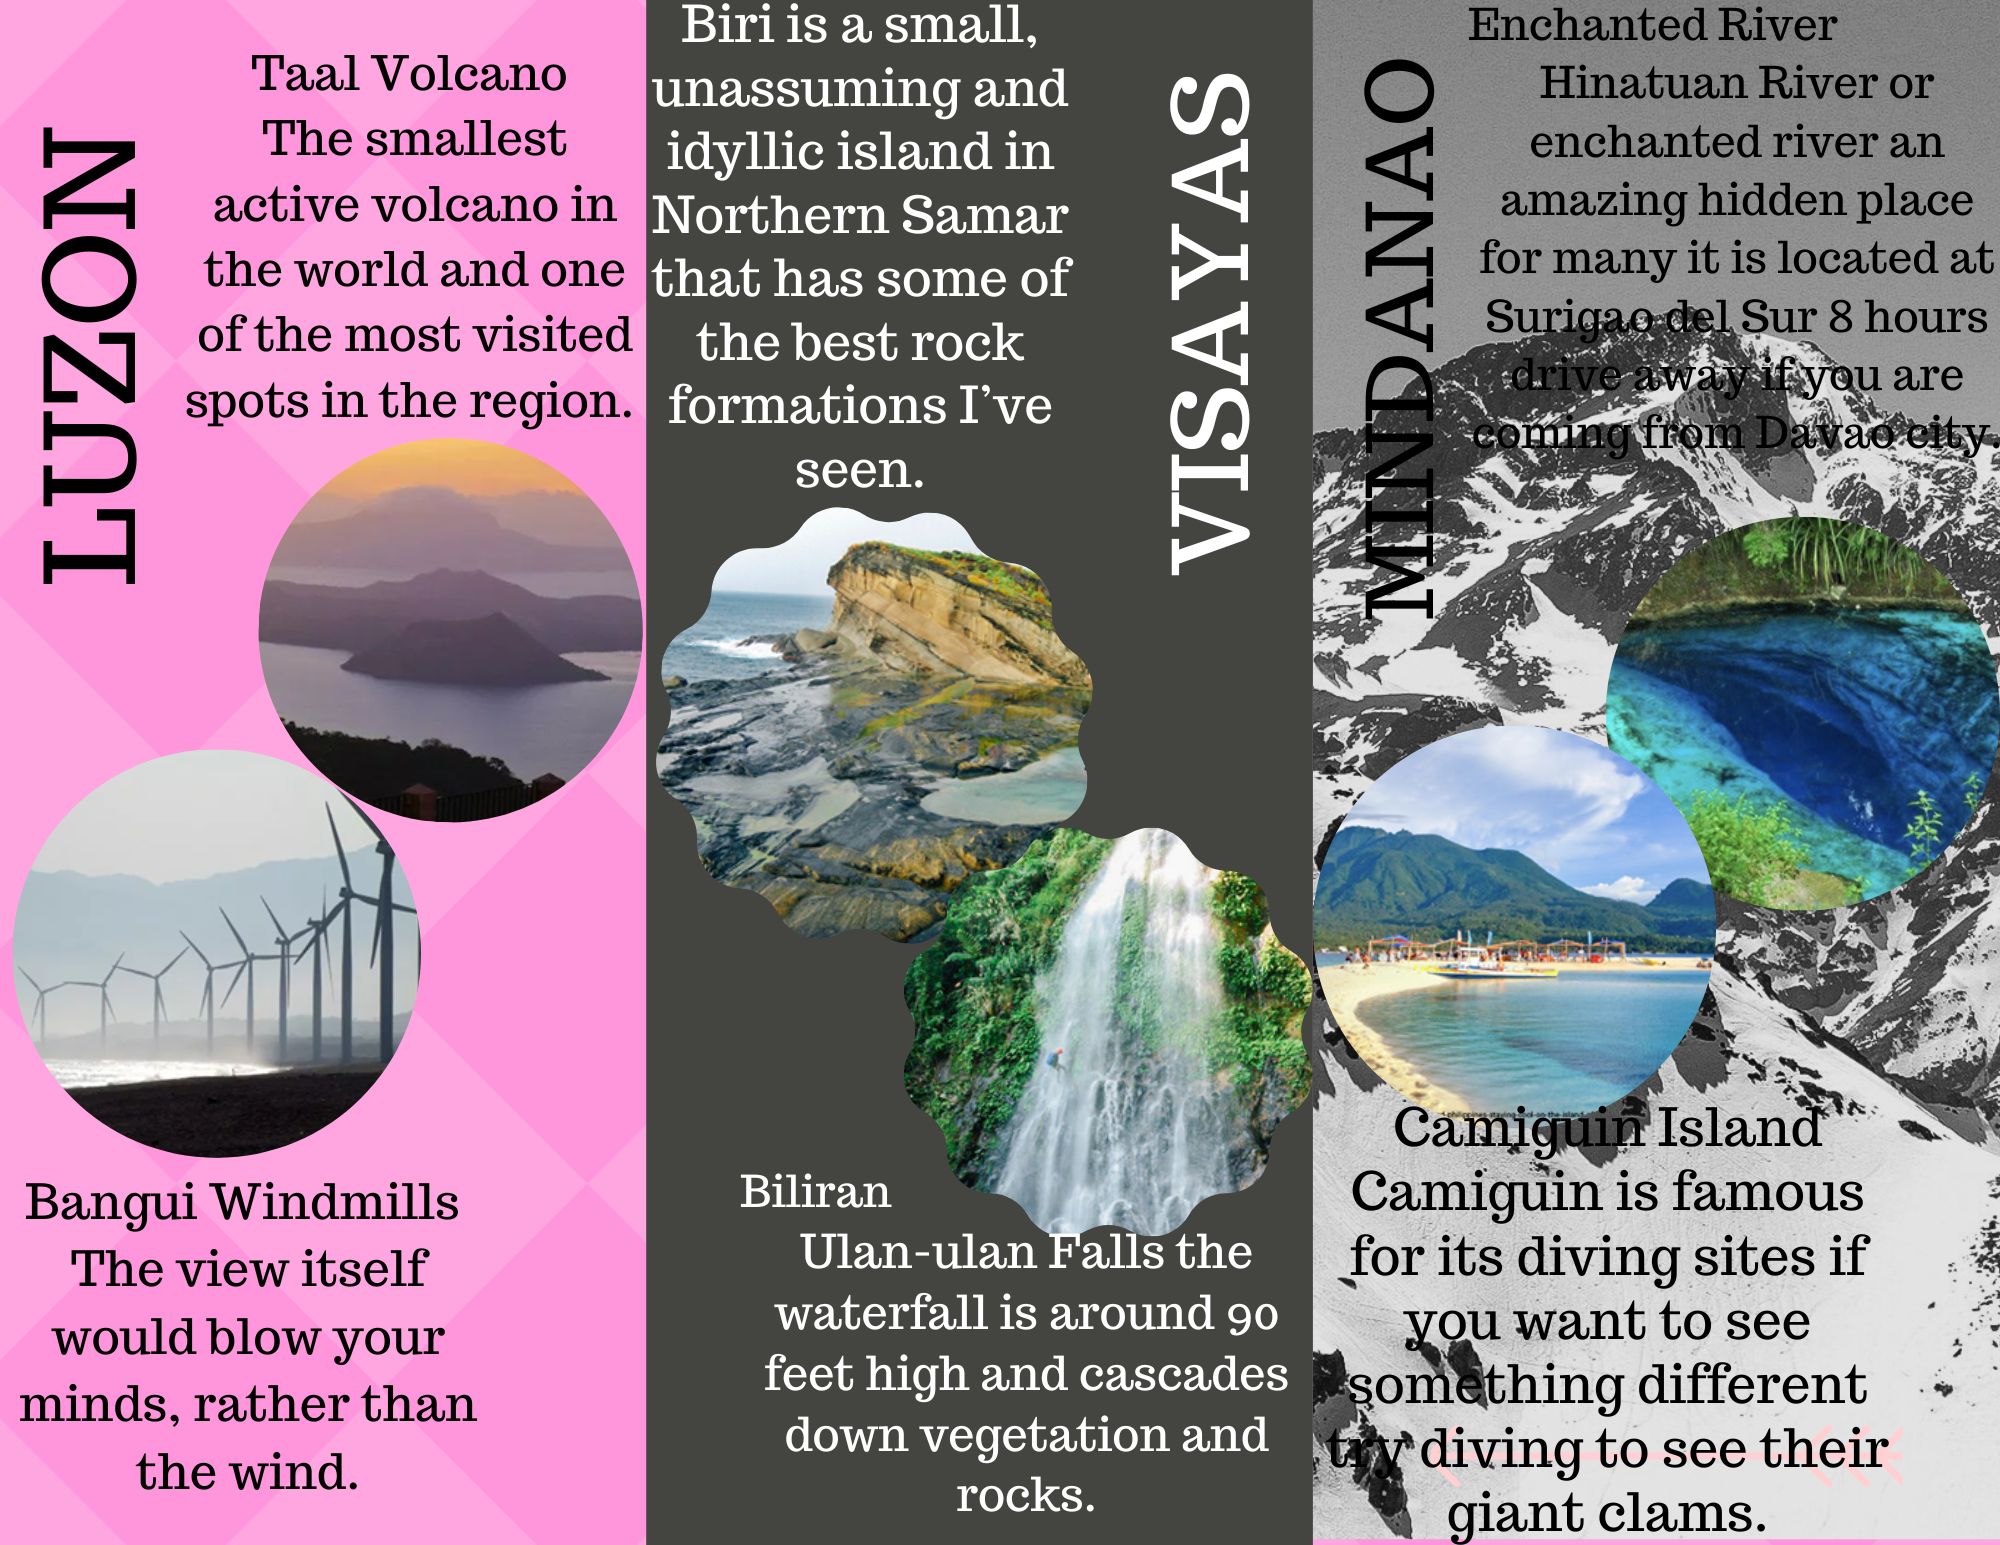 LUZON
Taal Volcano
The smallest
active volcano in
the world and one
of the most visited
spots in the region.
Bangui Windmills
The view itself
would blow your
minds, rather than
the wind.
Biri is a small,
unassuming and
idyllic island in
Northern Samar
that has some of
the best rock
formations I’ve
seen.
VISAYAS
Biliran
Ulan-ulan Falls the
waterfall is around 90
feet high and cascades
down vegetation and
rocks.
MINDANAO
Enchanted River
Hinatuan River or
enchanted river an
amazing hidden place
for many it is located at
Surigao del Sur 8 hours
drive away if you are
coming from Davao city.
philippines-staying-cool-on-the-island
Camiguin Island
Camiguin is famous
for its diving sites if
you want to see
something different
try diving to see their
giant clams.